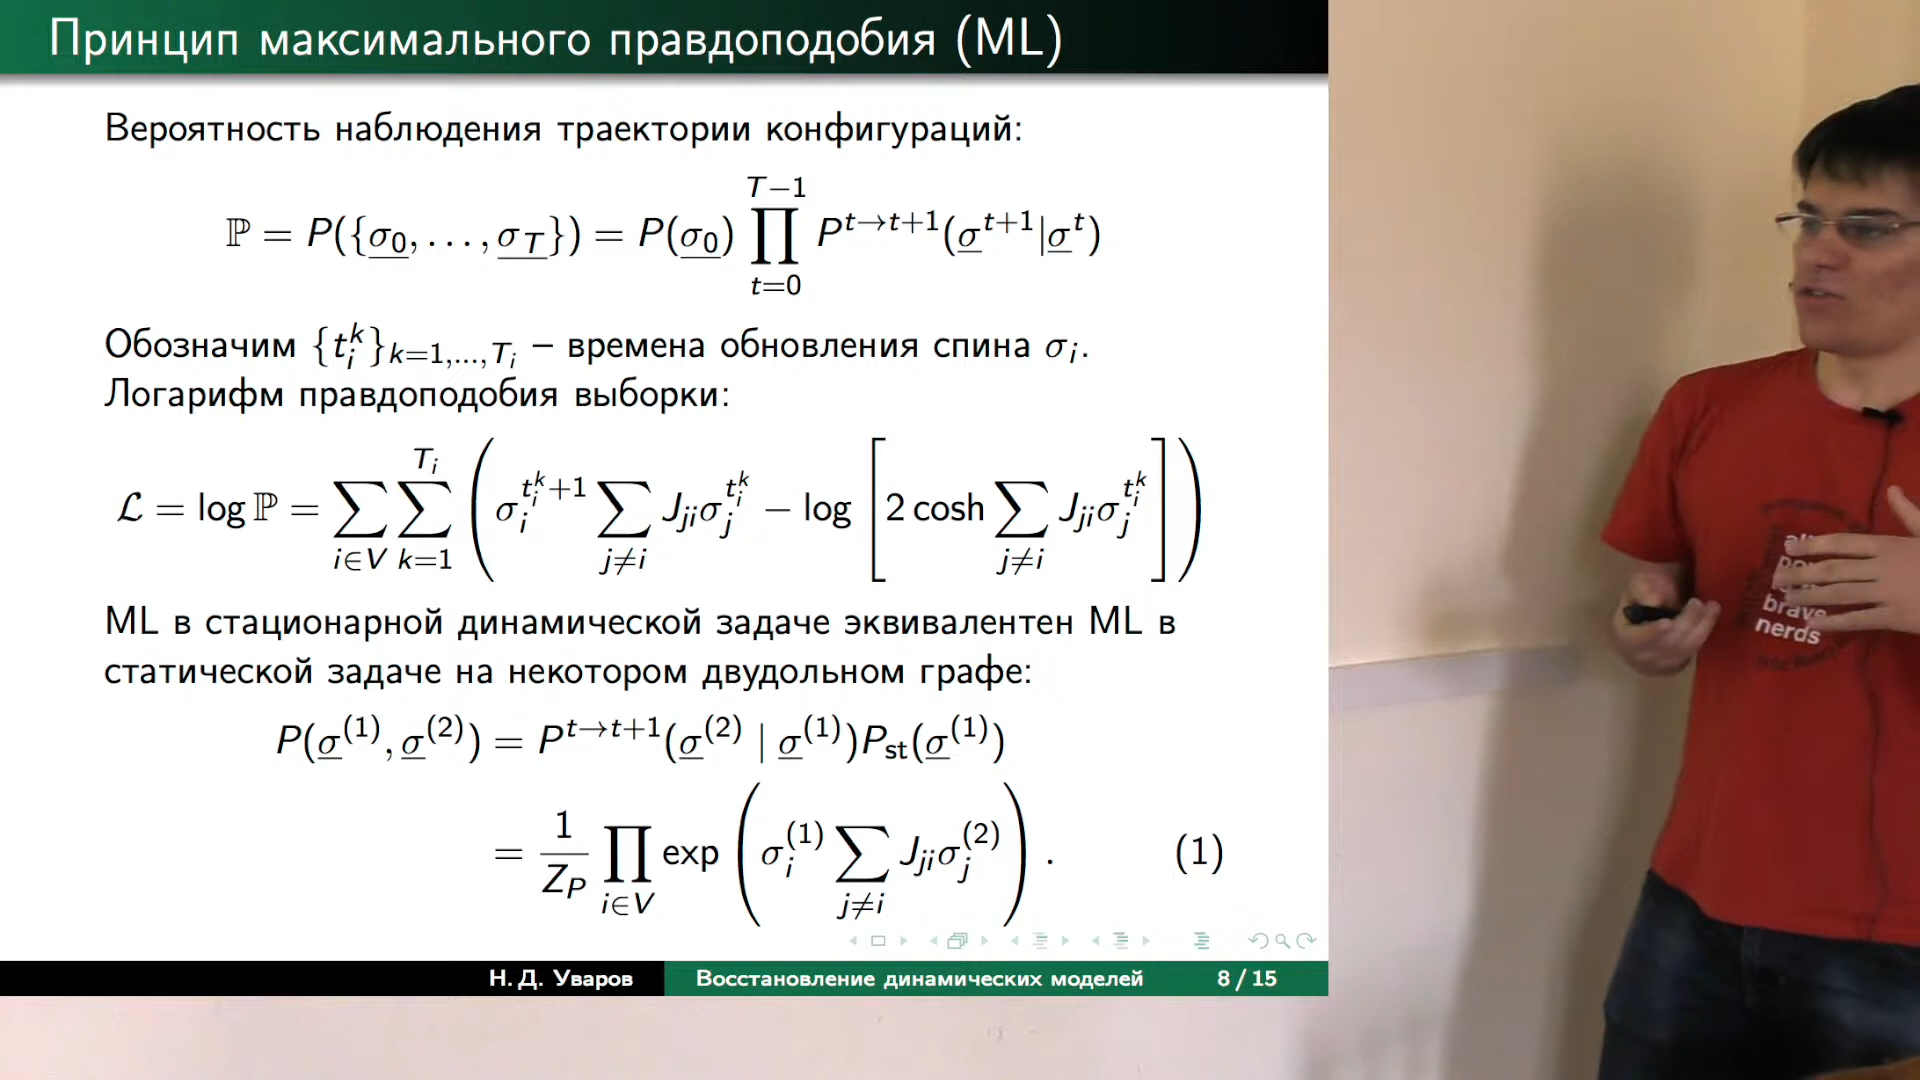 Принцип максимального правдоподобия (ML)
Вероятность наблюдения траектории конфигураций:
ℙ = P({σ₀, . . . , σ_T}) = P(σ₀) ∏_{t=0}^{T−1} P^{t→t+1}(σ^{t+1}|σ^t)
Обозначим {t_i^k}_{k=1,...,T_i} – времена обновления спина σ_i.
Логарифм правдоподобия выборки:
ℒ = log ℙ = ∑_{i∈V} ∑_{k=1}^{T_i} ( σ_i^{t_i^k+1} ∑_{j≠i} J_{ji} σ_j^{t_i^k} − log [ 2 cosh ∑_{j≠i} J_{ji} σ_j^{t_i^k} ] )
ML в стационарной динамической задаче эквивалентен ML в
статической задаче на некотором двудольном графе:
P(σ^{(1)}, σ^{(2)}) = P^{t→t+1}(σ^{(2)} | σ^{(1)})P_{st}(σ^{(1)})
= 1/Z_P ∏_{i∈V} exp ( σ_i^{(1)} ∑_{j≠i} J_{ji} σ_j^{(2)} ) . (1)
Н. Д. Уваров Восстановление динамических моделей 8 / 15
brave
nerds